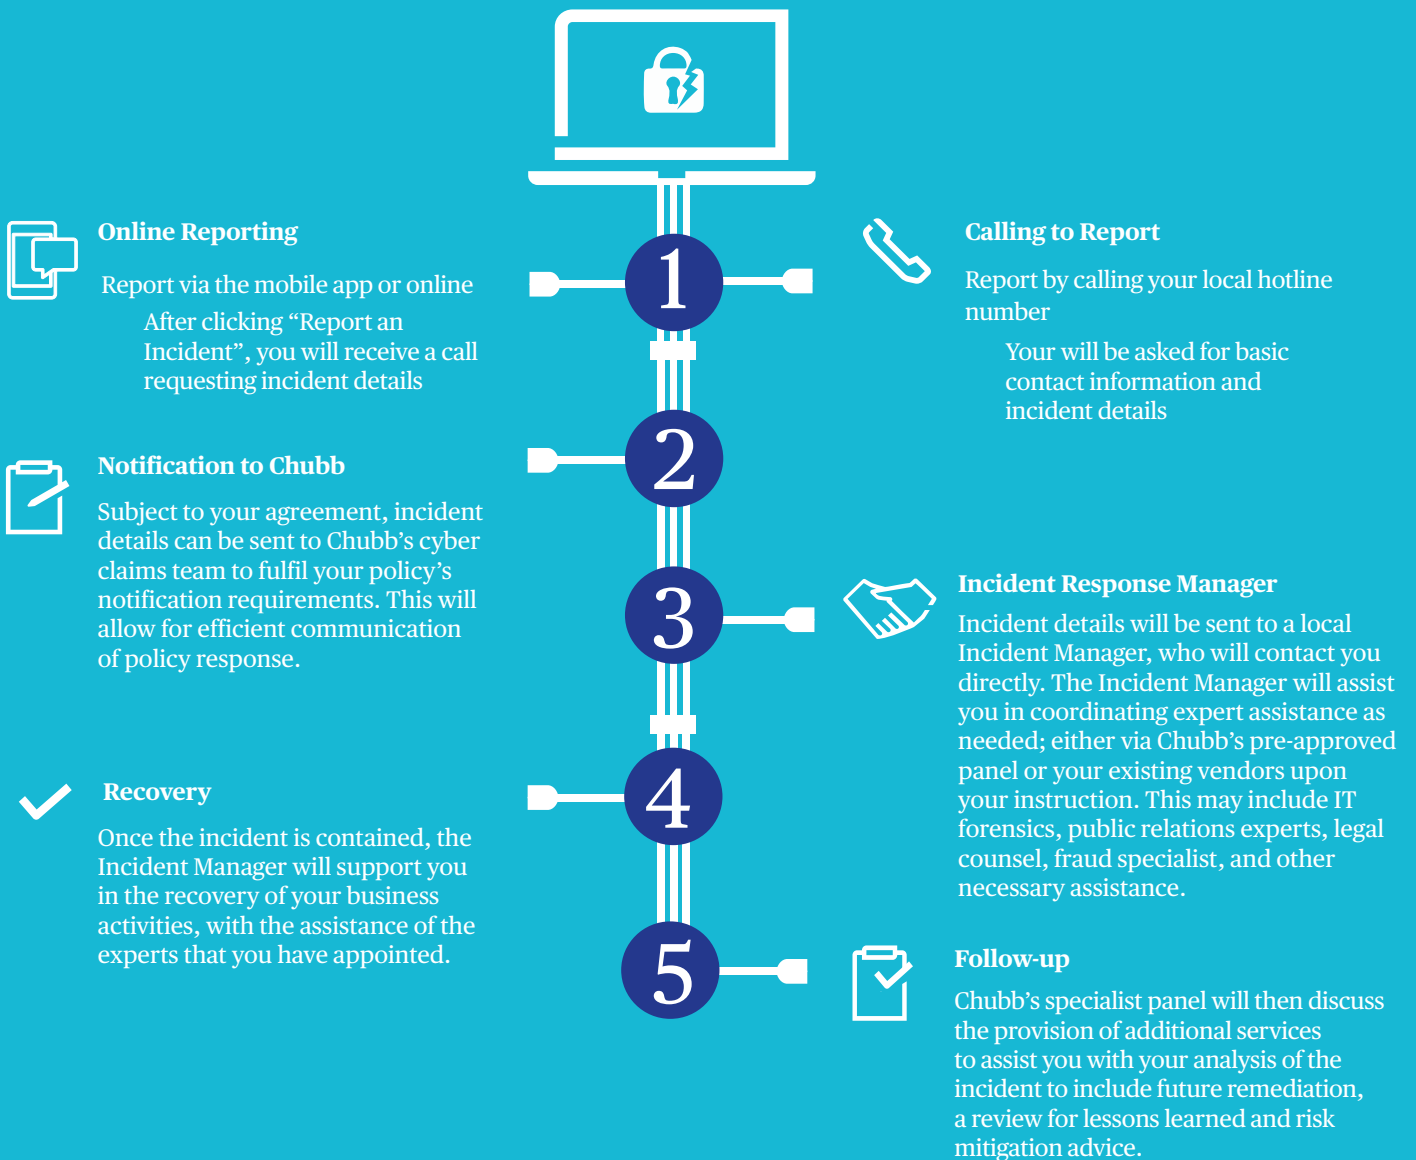 1
Online Reporting
Report via the mobile app or online
After clicking “Report an
Incident”, you will receive a call
requesting incident details
Calling to Report
Report by calling your local hotline
number
Your will be asked for basic
contact information and
incident details
2
Notification to Chubb
Subject to your agreement, incident
details can be sent to Chubb’s cyber
claims team to fulfil your policy’s
notification requirements. This will
allow for efficient communication
of policy response.
3
Incident Response Manager
Incident details will be sent to a local
Incident Manager, who will contact you
directly. The Incident Manager will assist
you in coordinating expert assistance as
needed; either via Chubb’s pre-approved
panel or your existing vendors upon
your instruction. This may include IT
forensics, public relations experts, legal
counsel, fraud specialist, and other
necessary assistance.
4
Recovery
Once the incident is contained, the
Incident Manager will support you
in the recovery of your business
activities, with the assistance of the
experts that you have appointed.
5
Follow-up
Chubb’s specialist panel will then discuss
the provision of additional services
to assist you with your analysis of the
incident to include future remediation,
a review for lessons learned and risk
mitigation advice.